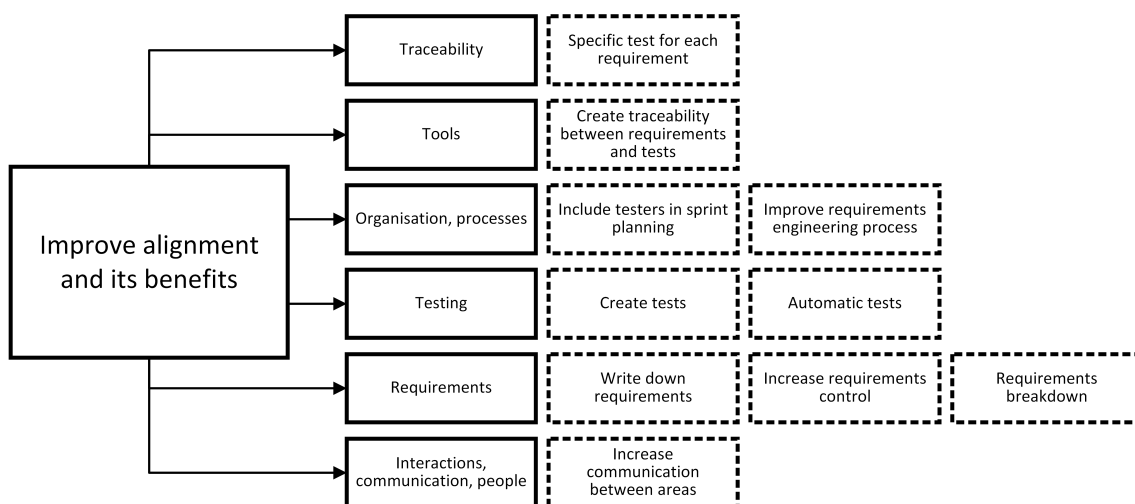 Traceability
Specific test for each
requirement
Tools
Create traceability
between requirements
and tests
Improve alignment
and its benefits
Organisation, processes
Include testers in sprint
planning
Improve requirements
engineering process
Testing
Create tests
Automatic tests
Requirements
Write down
requirements
Increase requirements
control
Requirements
breakdown
Interactions,
communication, people
Increase
communication
between areas